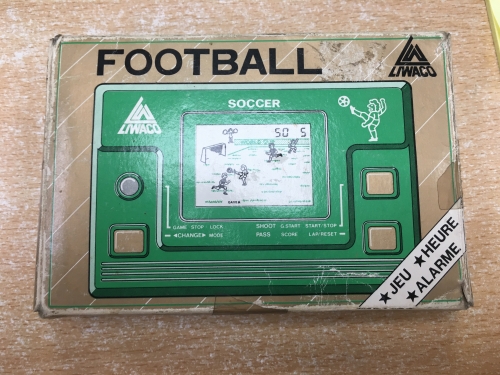 FOOTBALL
LIWACO
LIWACO
SOCCER
50 5
GAME STOP LOCK
◄CHANGE► MODE
SHOOT G.START START/STOP
PASS SCORE LAP/RESET
★JEU ★HEURE
★ALARME